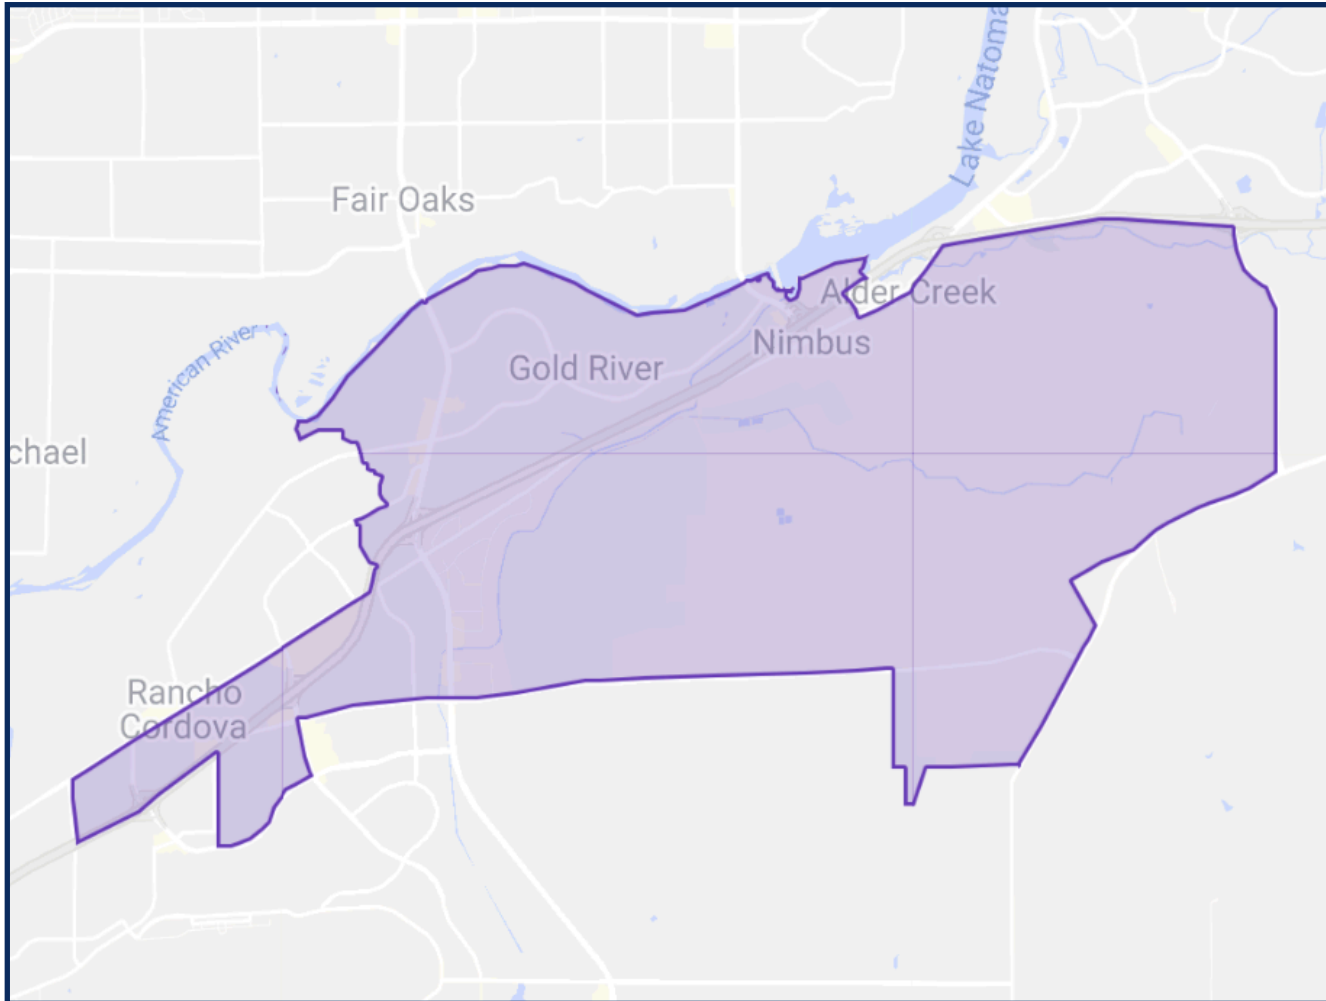 Lake Natoma
Fair Oaks
Alder Creek
Nimbus
American River
Gold River
chael
Rancho
Cordova